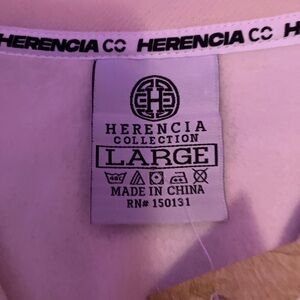 HERENCIA CO HERENCIA CO H
HERENCIA
COLLECTION
LARGE
MADE IN CHINA
RN# 150131